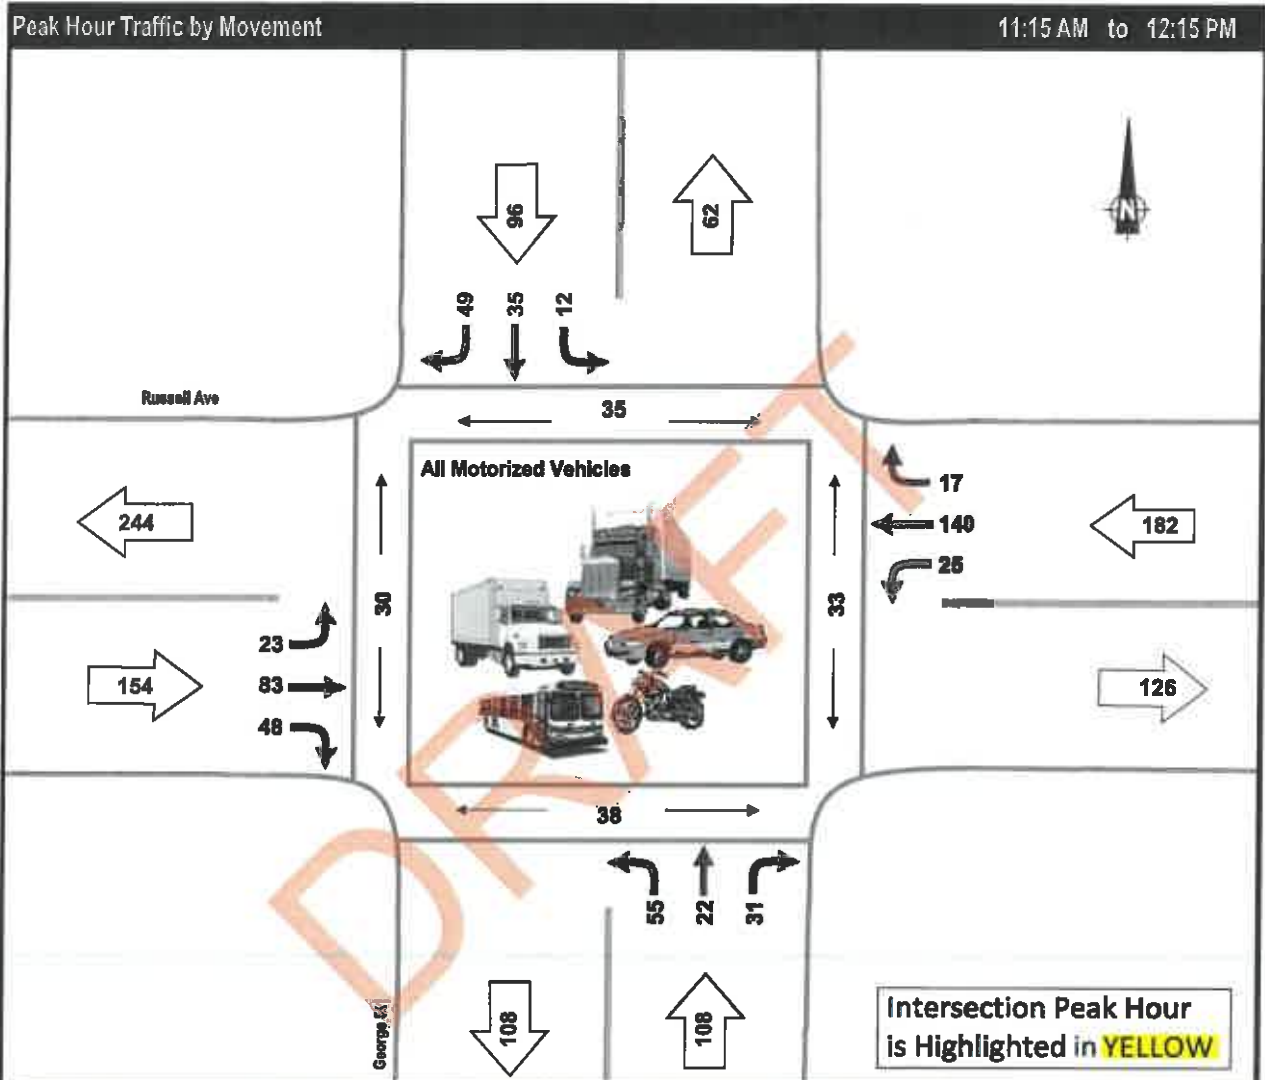 Peak Hour Traffic by Movement
11:15 AM to 12:15 PM
96
62
N
49
35
12
Russell Ave
35
All Motorized Vehicles
17
244
140
182
25
30
33
23
154
83
126
48
38
55
22
31
DRAFT
George St
108
108
Intersection Peak Hour
is Highlighted in YELLOW